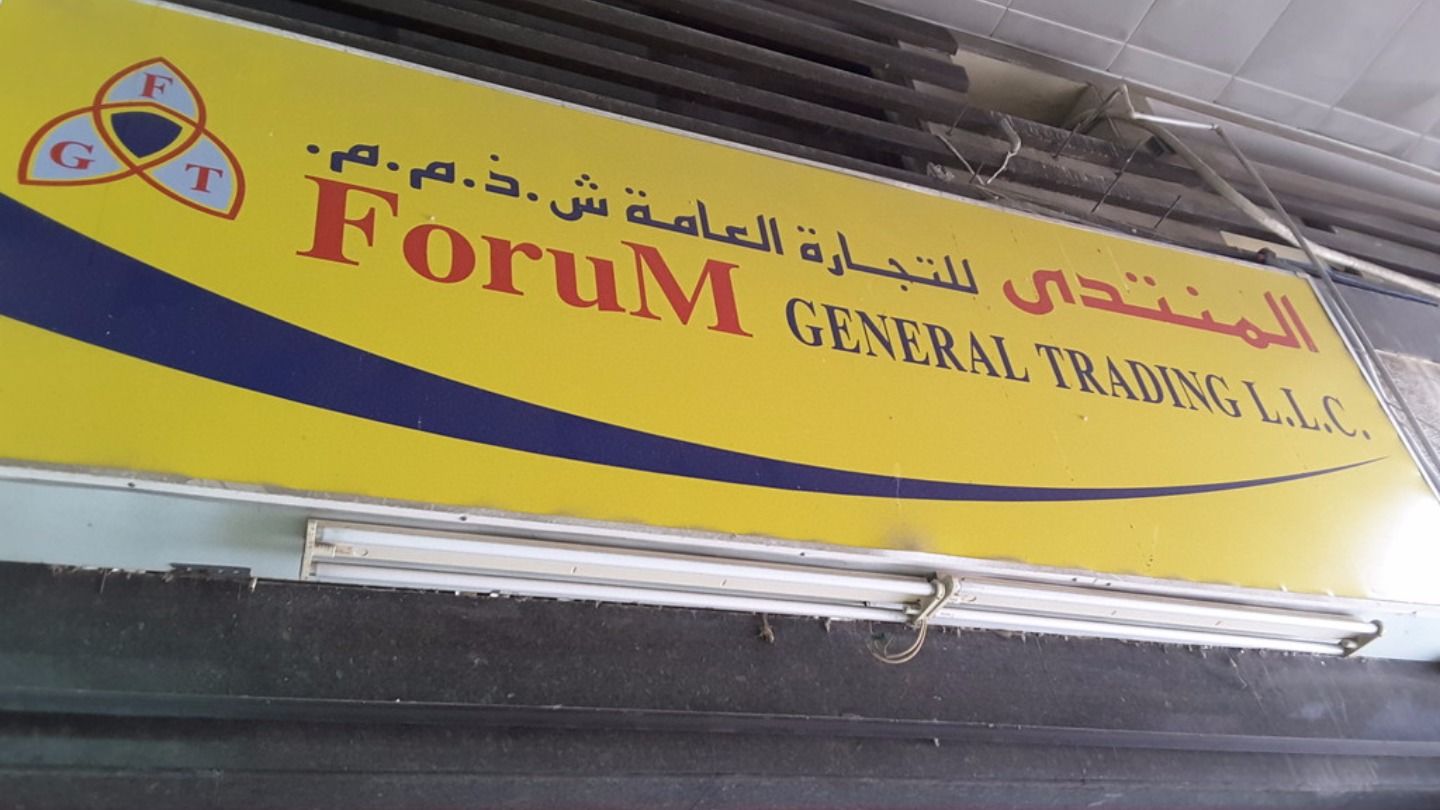 F
G T
المنتدى للتجارة العامة ش.ذ.م.م.
ForuM GENERAL TRADING L.L.C.